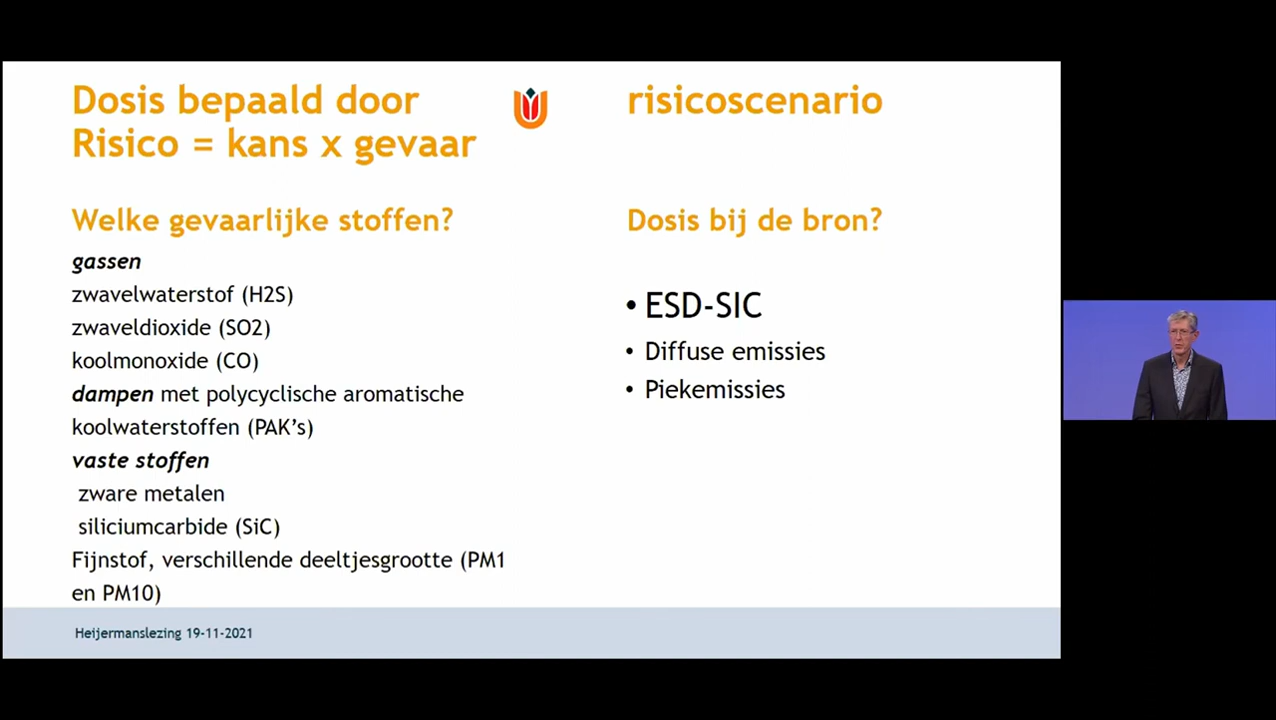 Dosis bepaald door
Risico = kans x gevaar
risicoscenario
Welke gevaarlijke stoffen?
gassen
zwavelwaterstof (H2S)
zwaveldioxide (SO2)
koolmonoxide (CO)
dampen met polycyclische aromatische
koolwaterstoffen (PAK’s)
vaste stoffen
zware metalen
siliciumcarbide (SiC)
Fijnstof, verschillende deeltjesgrootte (PM1
en PM10)
Dosis bij de bron?
• ESD-SIC
• Diffuse emissies
• Piekemissies
Heijermanslezing 19-11-2021